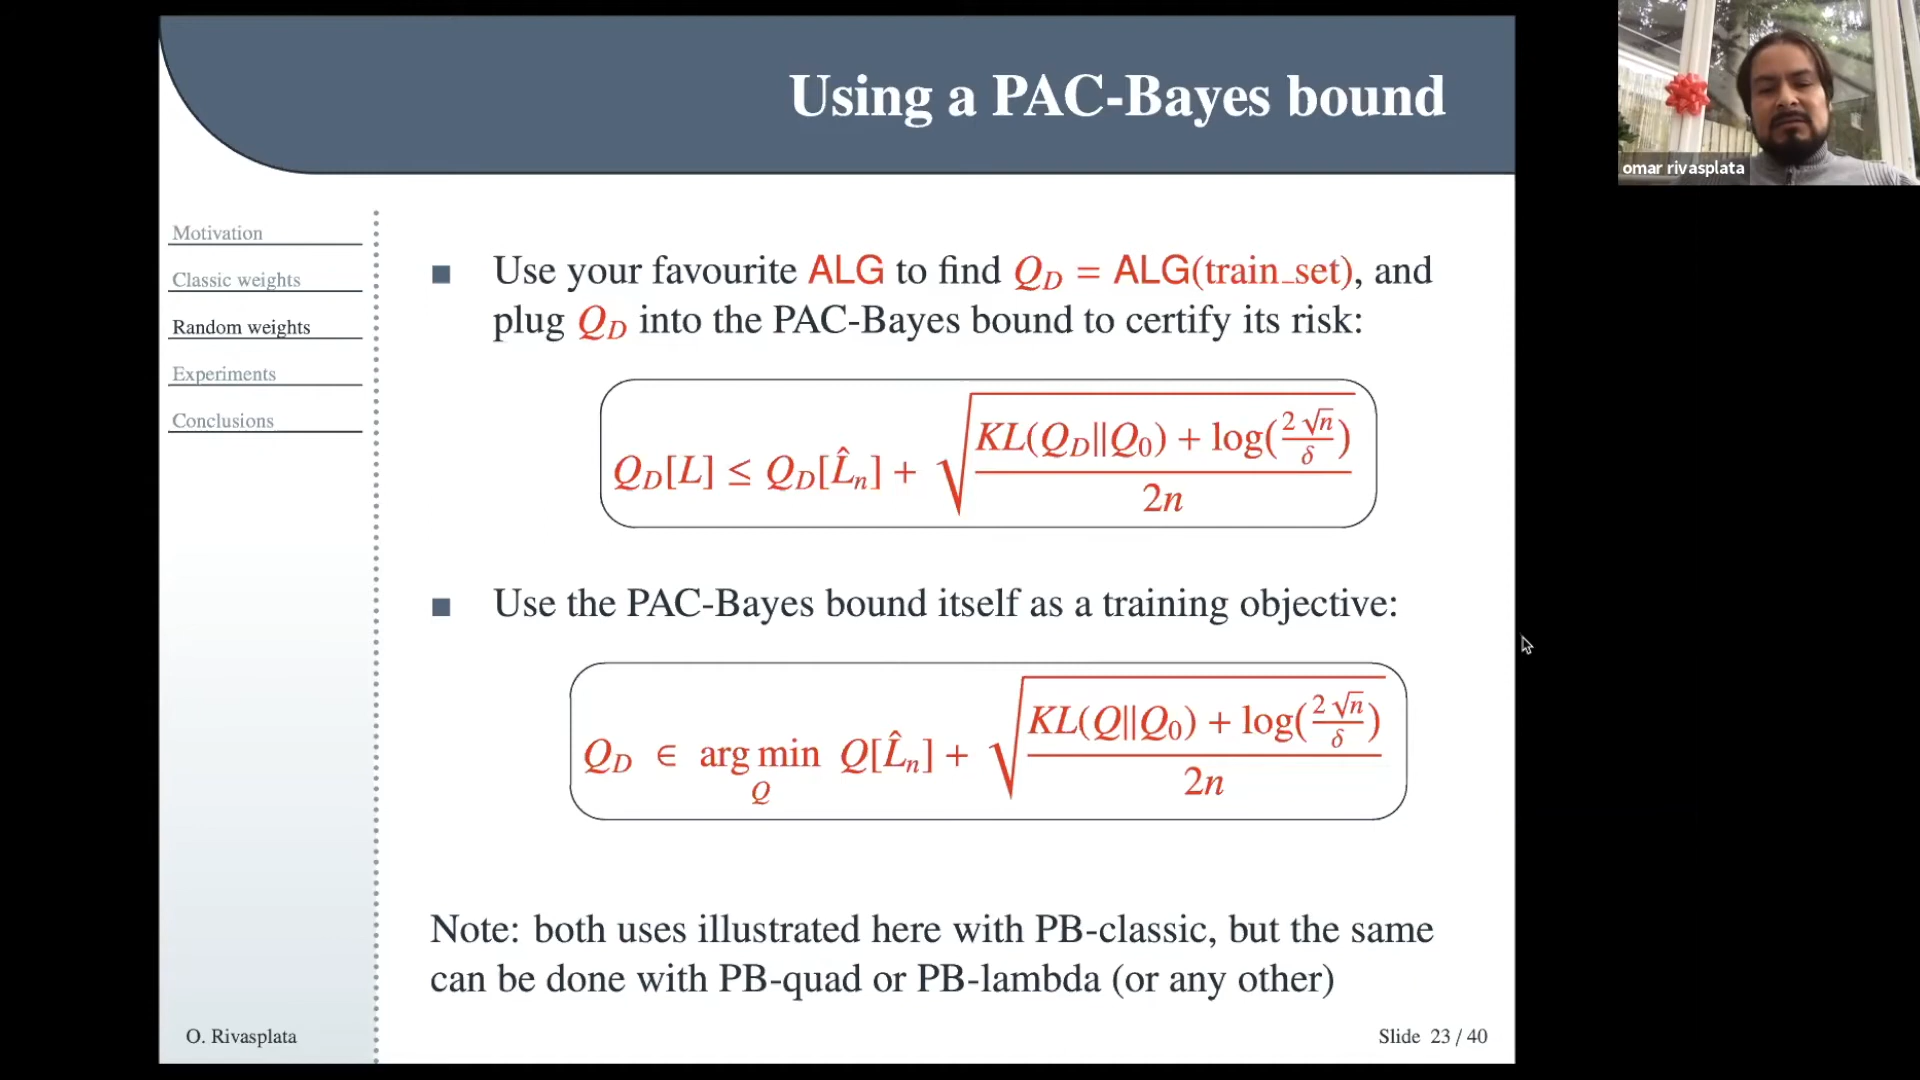 Using a PAC-Bayes bound
omar rivasplata
Motivation
Classic weights
Random weights
Experiments
Conclusions
■ Use your favourite ALG to find Q_D = ALG(train_set), and
plug Q_D into the PAC-Bayes bound to certify its risk:
Q_D[L] ≤ Q_D[L̂_n] + √((KL(Q_D||Q_0) + log(2√n/δ))/2n)
■ Use the PAC-Bayes bound itself as a training objective:
Q_D ∈ arg min_Q Q[L̂_n] + √((KL(Q||Q_0) + log(2√n/δ))/2n)
Note: both uses illustrated here with PB-classic, but the same
can be done with PB-quad or PB-lambda (or any other)
O. Rivasplata
Slide 23 / 40